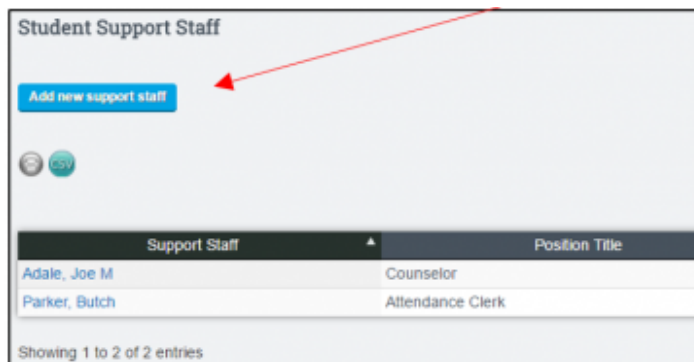 Student Support Staff
Add new support staff
CSV
Support Staff Position Title
Adale, Joe M Counselor
Parker, Butch Attendance Clerk
Showing 1 to 2 of 2 entries